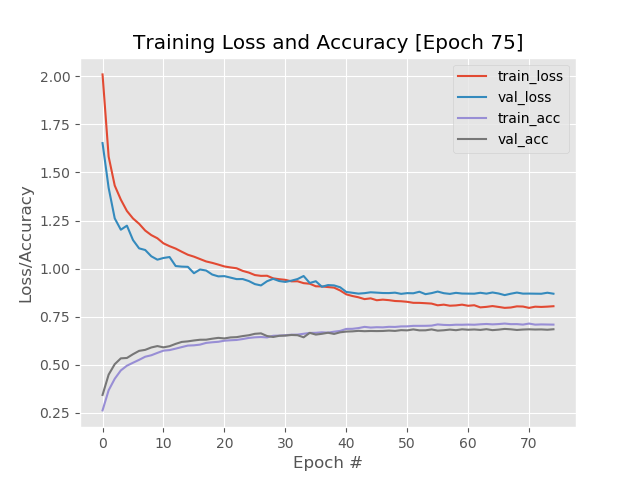 Training Loss and Accuracy [Epoch 75]
train_loss
val_loss
train_acc
val_acc
2.00
1.75
1.50
1.25
1.00
0.75
0.50
0.25
Loss/Accuracy
0 10 20 30 40 50 60 70
Epoch #